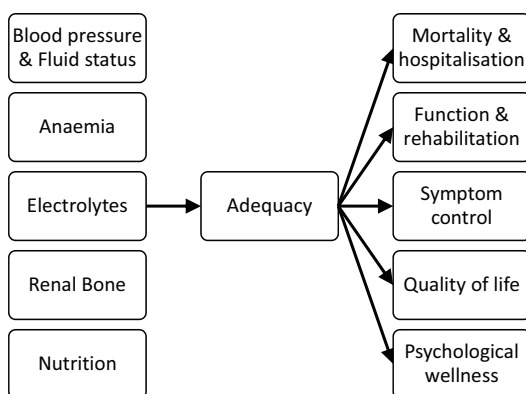 Blood pressure
& Fluid status
Anaemia
Electrolytes
Renal Bone
Nutrition
Adequacy
Mortality &
hospitalisation
Function &
rehabilitation
Symptom
control
Quality of life
Psychological
wellness